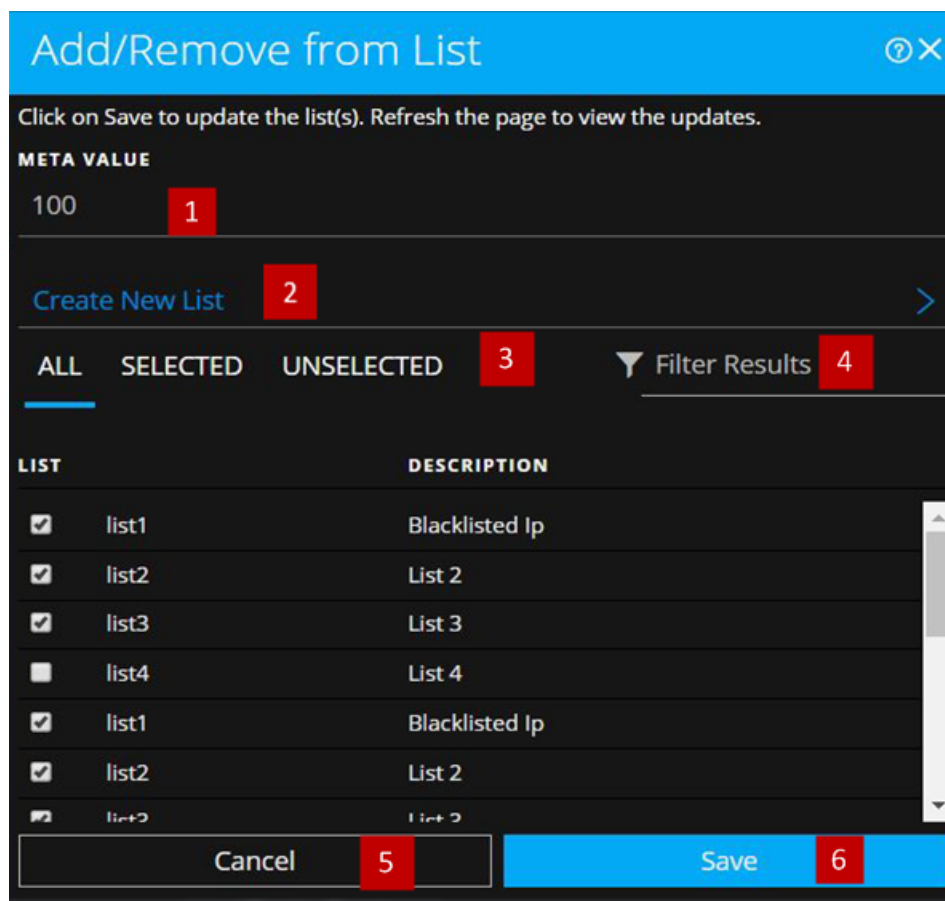 Add/Remove from List ?
Click on Save to update the list(s). Refresh the page to view the updates.
META VALUE
100 1
Create New List 2
ALL SELECTED UNSELECTED 3 Filter Results 4
LIST DESCRIPTION
list1 Blacklisted Ip
list2 List 2
list3 List 3
list4 List 4
list1 Blacklisted Ip
list2 List 2
list3 List 3
Cancel 5 Save 6